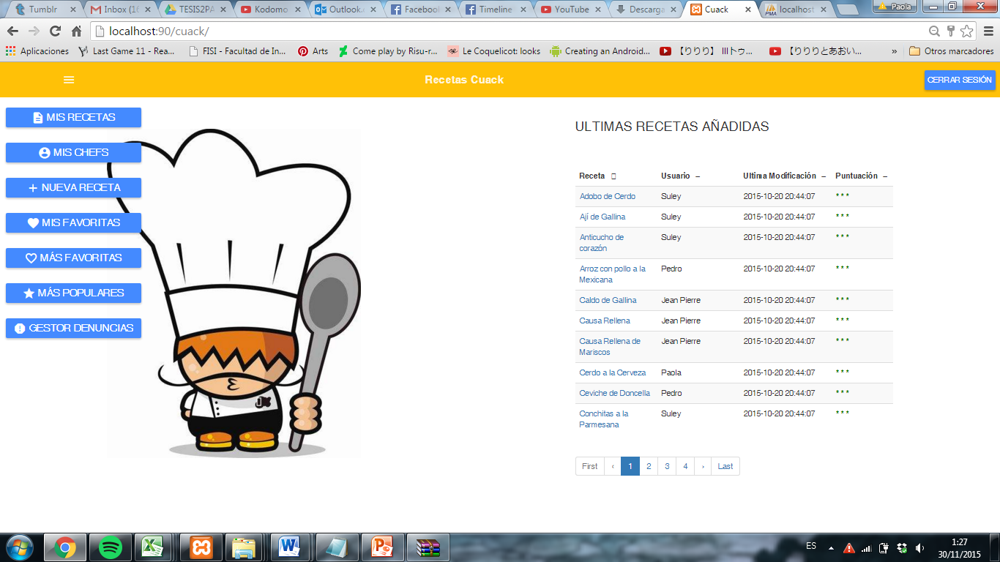 Tumblr
Inbox (16
TESIS2PA
Kodomo
Outlook.
Facebook
Timeline
YouTube
Descarga
Cuack
localhost
Paola
localhost:90/cuack/
Aplicaciones
Last Game 11 - Rea...
FISI - Facultad de In...
Arts
Come play by Risu-r...
Le Coquelicot: looks
Creating an Android...
【りりり】 IIIトゥ...
【りりりとあおい...
»
Otros marcadores
Recetas Cuack
CERRAR SESIÓN
MIS RECETAS
MIS CHEFS
NUEVA RECETA
MIS FAVORITAS
MÁS FAVORITAS
MÁS POPULARES
GESTOR DENUNCIAS
ULTIMAS RECETAS AÑADIDAS
Receta Usuario – Ultima Modificación – Puntuación –
Adobo de Cerdo Suley 2015-10-20 20:44:07 * * *
Ají de Gallina Suley 2015-10-20 20:44:07 * * *
Anticucho de corazón Suley 2015-10-20 20:44:07 * * *
Arroz con pollo a la Mexicana Pedro 2015-10-20 20:44:07 * * *
Caldo de Gallina Jean Pierre 2015-10-20 20:44:07 * * *
Causa Rellena Jean Pierre 2015-10-20 20:44:07 * * *
Causa Rellena de Mariscos Jean Pierre 2015-10-20 20:44:07 * * *
Cerdo a la Cerveza Paola 2015-10-20 20:44:07 * * *
Ceviche de Doncella Pedro 2015-10-20 20:44:07 * * *
Conchitas a la Parmesana Suley 2015-10-20 20:44:07 * * *
First ‹ 1 2 3 4 › Last
ES
1:27
30/11/2015